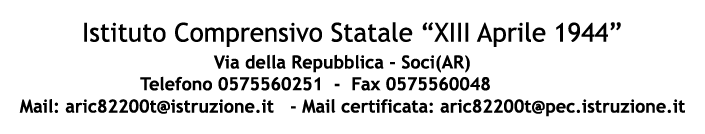 Istituto Comprensivo Statale “XIII Aprile 1944”
Via della Repubblica - Soci(AR)
Telefono 0575560251 - Fax 0575560048
Mail: aric82200t@istruzione.it - Mail certificata: aric82200t@pec.istruzione.it